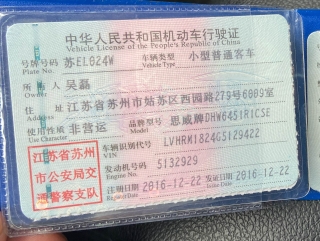 中华人民共和国机动车行驶证
Vehicle License of the People's Republic of China
号牌号码 苏EL024W 车辆类型 小型普通客车
Plate No. Vehicle Type
所有人 吴磊
Owner
住址 江苏省苏州市姑苏区西园路279号6009室
Address
使用性质 非营运 品牌型号 思威牌DHW6451R1CSE
Use Character Model
车辆识别代号 LVHRM1824G5129422
VIN
发动机号码 5132929
Engine No.
江苏省苏州
市公安局交
通警察支队
注册日期 2016-12-22 发证日期 2016-12-22
Register Date Issue Date